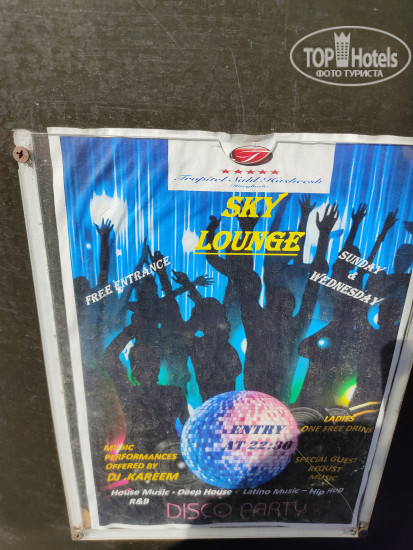 TOP Hotels
ФОТО ТУРИСТА
Tropitel Sahl Hasheesh
SKY
LOUNGE
FREE ENTRANCE
SUNDAY
&
WEDNESDAY
ENTRY
AT 22:30
LADIES
ONE FREE DRINK
MUSIC
PERFORMANCES
OFFERED BY
DJ .KAREEM
SPECIAL GUEST
REQUST
MUSIC
House Music - Deep House - Latino Music - Hip Hop
R&B
DISCO PARTY